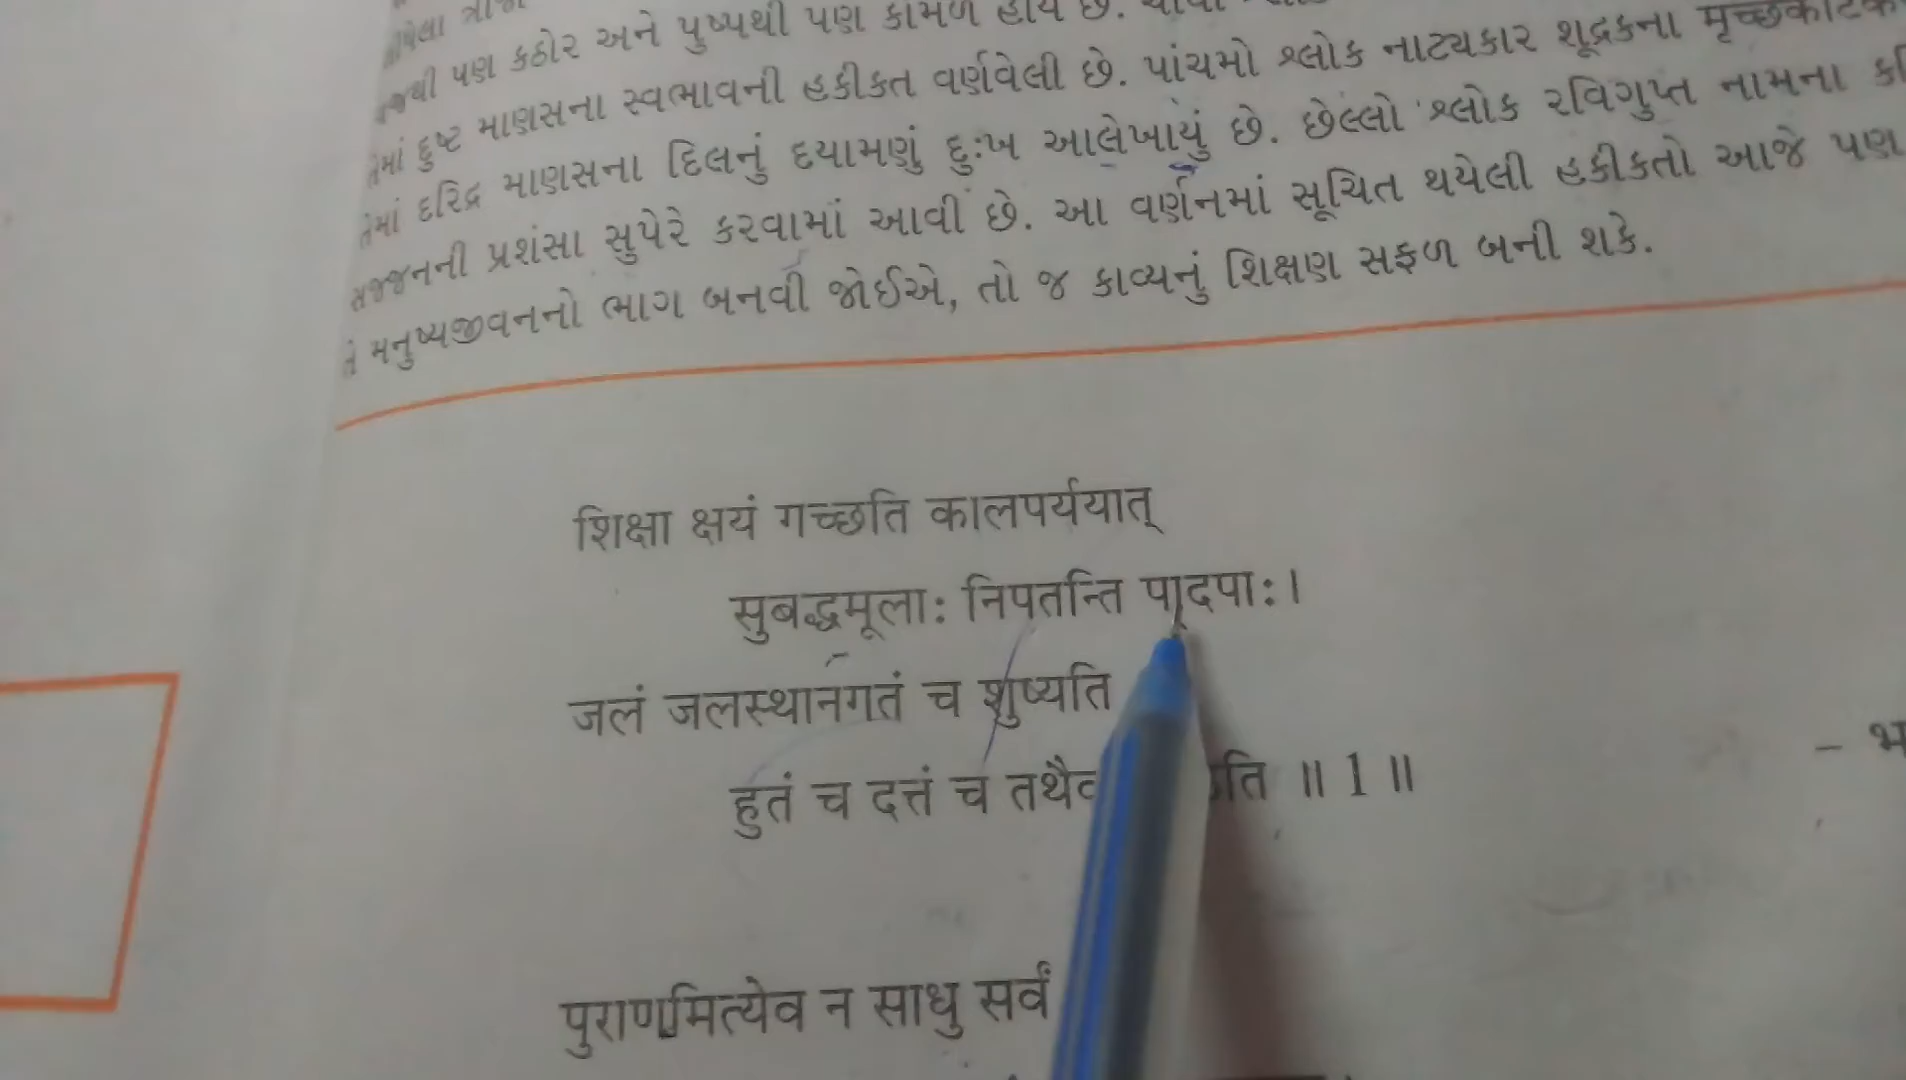 પણ કઠોર અને પુષ્પથી પણ કોમળ હોય છે.
તેમાં દુષ્ટ માણસના સ્વભાવની હકીકત વર્ણવેલી છે. પાંચમો શ્લોક નાટ્યકાર શૂદ્રકના
તેમાં દરિદ્ર માણસના દિલનું દયામણું દુઃખ આલેખાયું છે. છેલ્લો શ્લોક રવિગુપ્ત નામના
સજ્જનની પ્રશંસા સુપેરે કરવામાં આવી છે. આ વર્ણનમાં સૂચિત થયેલી હકીકતો આજે પણ
તે મનુષ્યજીવનનો ભાગ બનવી જોઈએ, તો જ કાવ્યનું શિક્ષણ સફળ બની શકે.
शिक्षा क्षयं गच्छति कालपर्ययात्
सुबद्धमूलाः निपतन्ति पादपाः।
जलं जलस्थानगतं च शुष्यति
हुतं च दत्तं च ॥ 1 ॥
पुराणमित्येव न साधु सर्वं